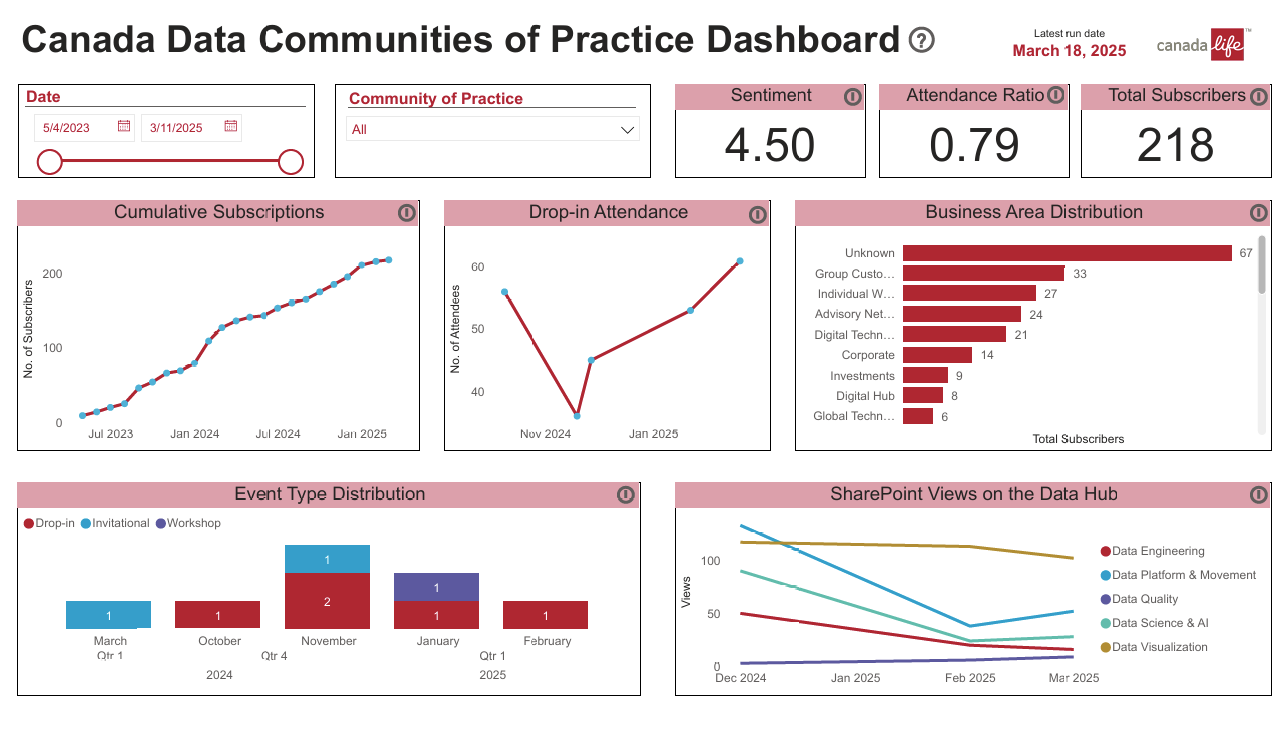 Canada Data Communities of Practice Dashboard ?
Latest run date
March 18, 2025
canada life™
Date
5/4/2023
3/11/2025
Community of Practice
All
Sentiment
4.50
Attendance Ratio
0.79
Total Subscribers
218
Cumulative Subscriptions
No. of Subscribers
200
100
0
Jul 2023
Jan 2024
Jul 2024
Jan 2025
Drop-in Attendance
No. of Attendees
60
50
40
Nov 2024
Jan 2025
Business Area Distribution
Unknown 67
Group Custo... 33
Individual W... 27
Advisory Net... 24
Digital Techn... 21
Corporate 14
Investments 9
Digital Hub 8
Global Techn... 6
Total Subscribers
Event Type Distribution
Drop-in Invitational Workshop
1
1
1
2
1
1
1
March
October
November
January
February
Qtr 1
Qtr 4
Qtr 1
2024
2025
SharePoint Views on the Data Hub
Views
100
50
0
Dec 2024
Jan 2025
Feb 2025
Mar 2025
Data Engineering
Data Platform & Movement
Data Quality
Data Science & AI
Data Visualization